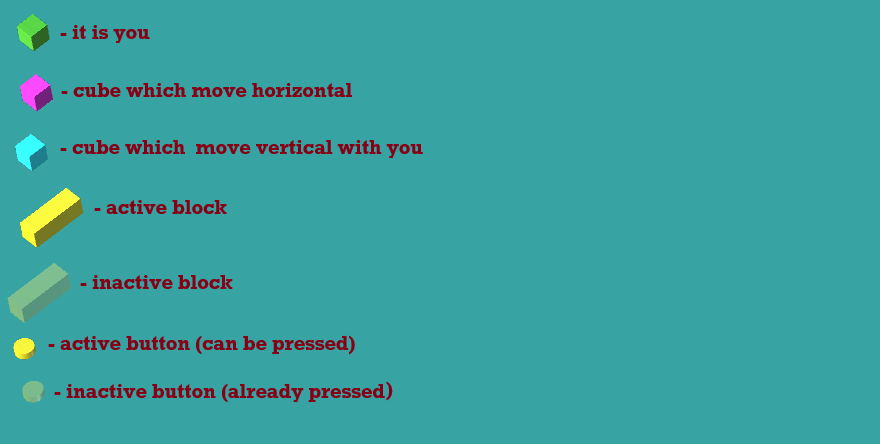 - it is you
- cube which move horizontal
- cube which move vertical with you
- active block
- inactive block
- active button (can be pressed)
- inactive button (already pressed)